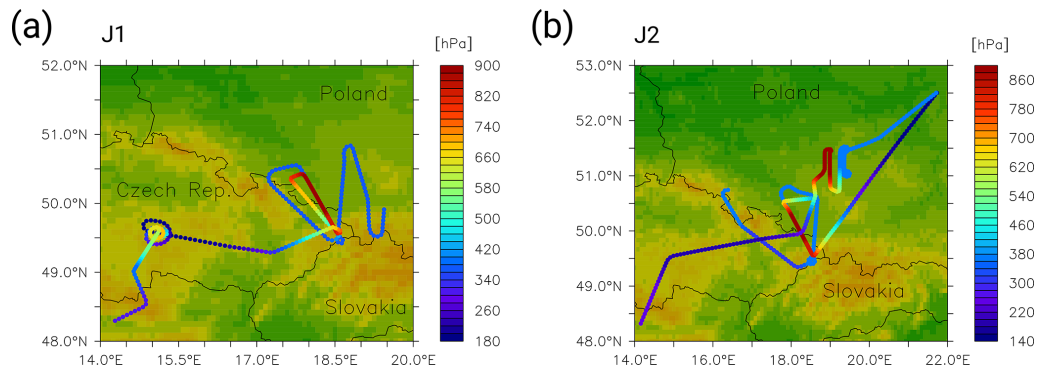 (a)
J1
[hPa]
52.0°N
51.0°N
50.0°N
49.0°N
48.0°N
14.0°E
15.5°E
17.0°E
18.5°E
20.0°E
Poland
Czech Rep.
Slovakia
900
820
740
660
580
500
420
340
260
180
(b)
J2
[hPa]
53.0°N
52.0°N
51.0°N
50.0°N
49.0°N
48.0°N
14.0°E
16.0°E
18.0°E
20.0°E
22.0°E
Poland
Slovakia
860
780
700
620
540
460
380
300
220
140